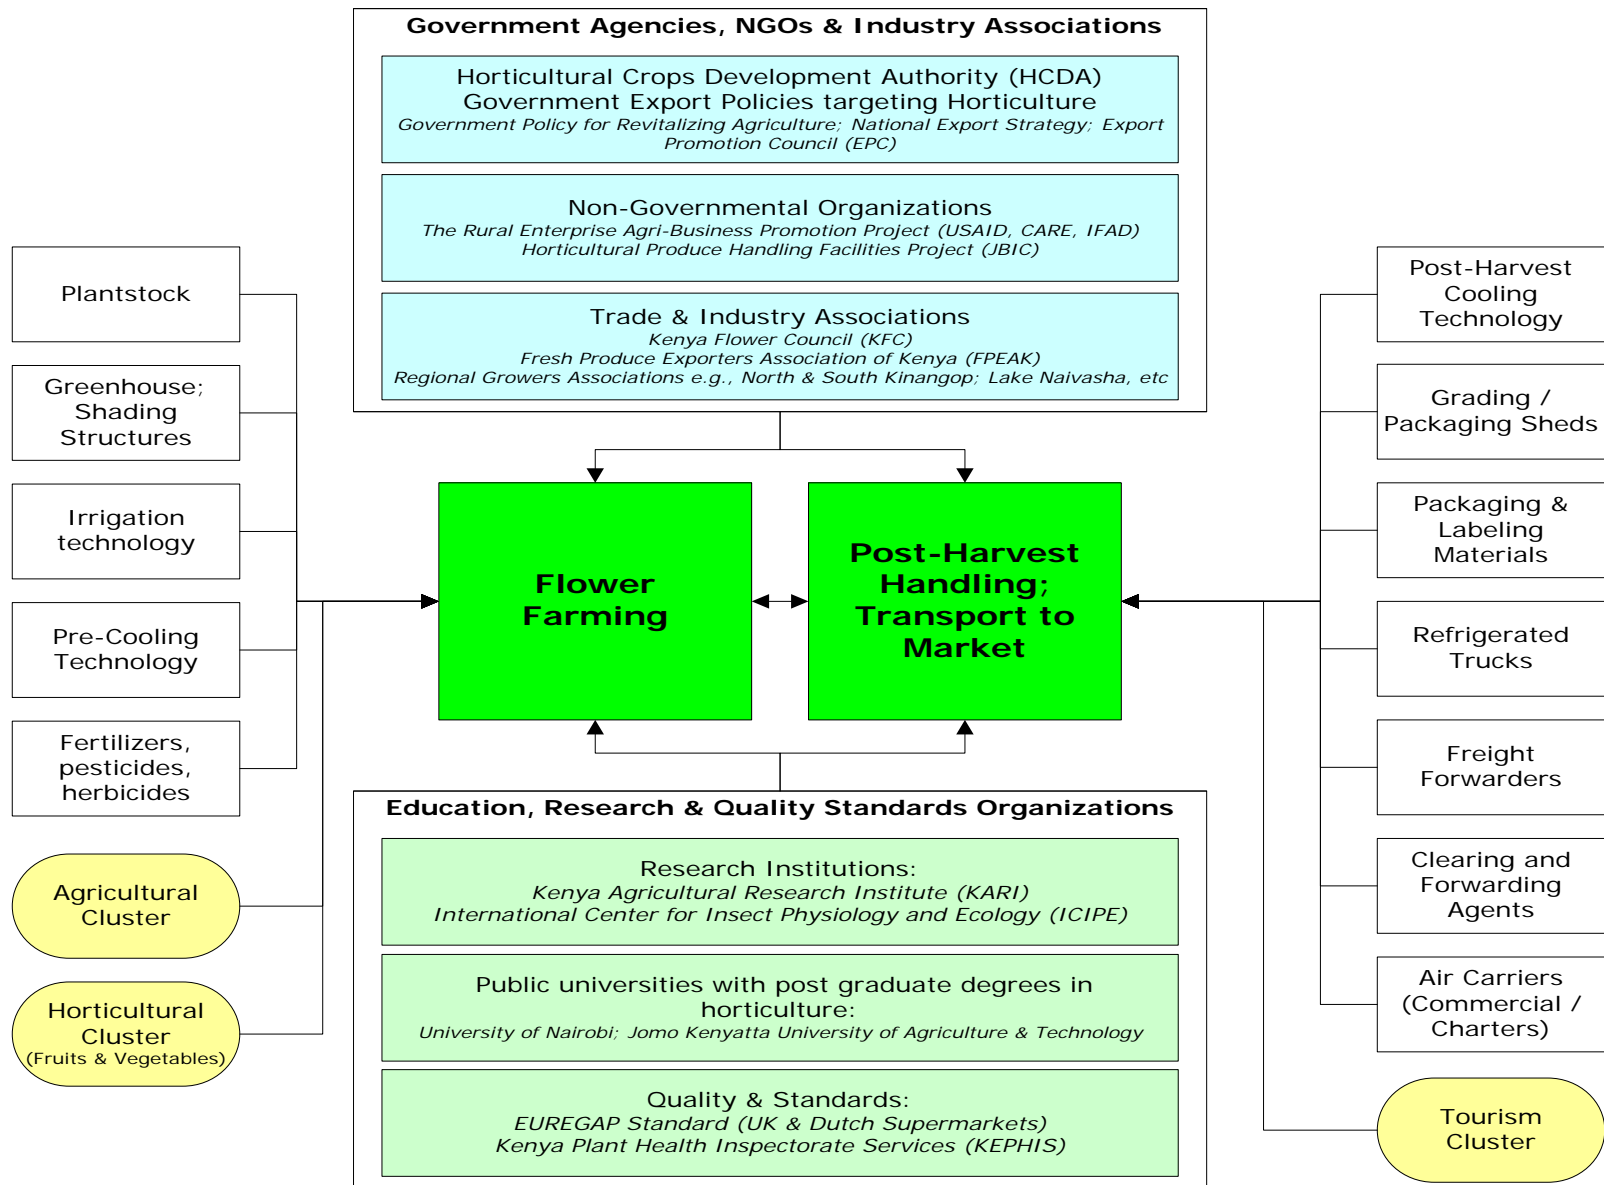 Government Agencies, NGOs & Industry Associations
Horticultural Crops Development Authority (HCDA)
Government Export Policies targeting Horticulture
Government Policy for Revitalizing Agriculture; National Export Strategy; Export
Promotion Council (EPC)
Non-Governmental Organizations
The Rural Enterprise Agri-Business Promotion Project (USAID, CARE, IFAD)
Horticultural Produce Handling Facilities Project (JBIC)
Trade & Industry Associations
Kenya Flower Council (KFC)
Fresh Produce Exporters Association of Kenya (FPEAK)
Regional Growers Associations e.g., North & South Kinangop; Lake Naivasha, etc
Plantstock
Greenhouse;
Shading
Structures
Irrigation
technology
Pre-Cooling
Technology
Fertilizers,
pesticides,
herbicides
Agricultural
Cluster
Horticultural
Cluster
(Fruits & Vegetables)
Flower
Farming
Post-Harvest
Handling;
Transport to
Market
Post-Harvest
Cooling
Technology
Grading /
Packaging Sheds
Packaging &
Labeling
Materials
Refrigerated
Trucks
Freight
Forwarders
Clearing and
Forwarding
Agents
Air Carriers
(Commercial /
Charters)
Tourism
Cluster
Education, Research & Quality Standards Organizations
Research Institutions:
Kenya Agricultural Research Institute (KARI)
International Center for Insect Physiology and Ecology (ICIPE)
Public universities with post graduate degrees in
horticulture:
University of Nairobi; Jomo Kenyatta University of Agriculture & Technology
Quality & Standards:
EUREGAP Standard (UK & Dutch Supermarkets)
Kenya Plant Health Inspectorate Services (KEPHIS)